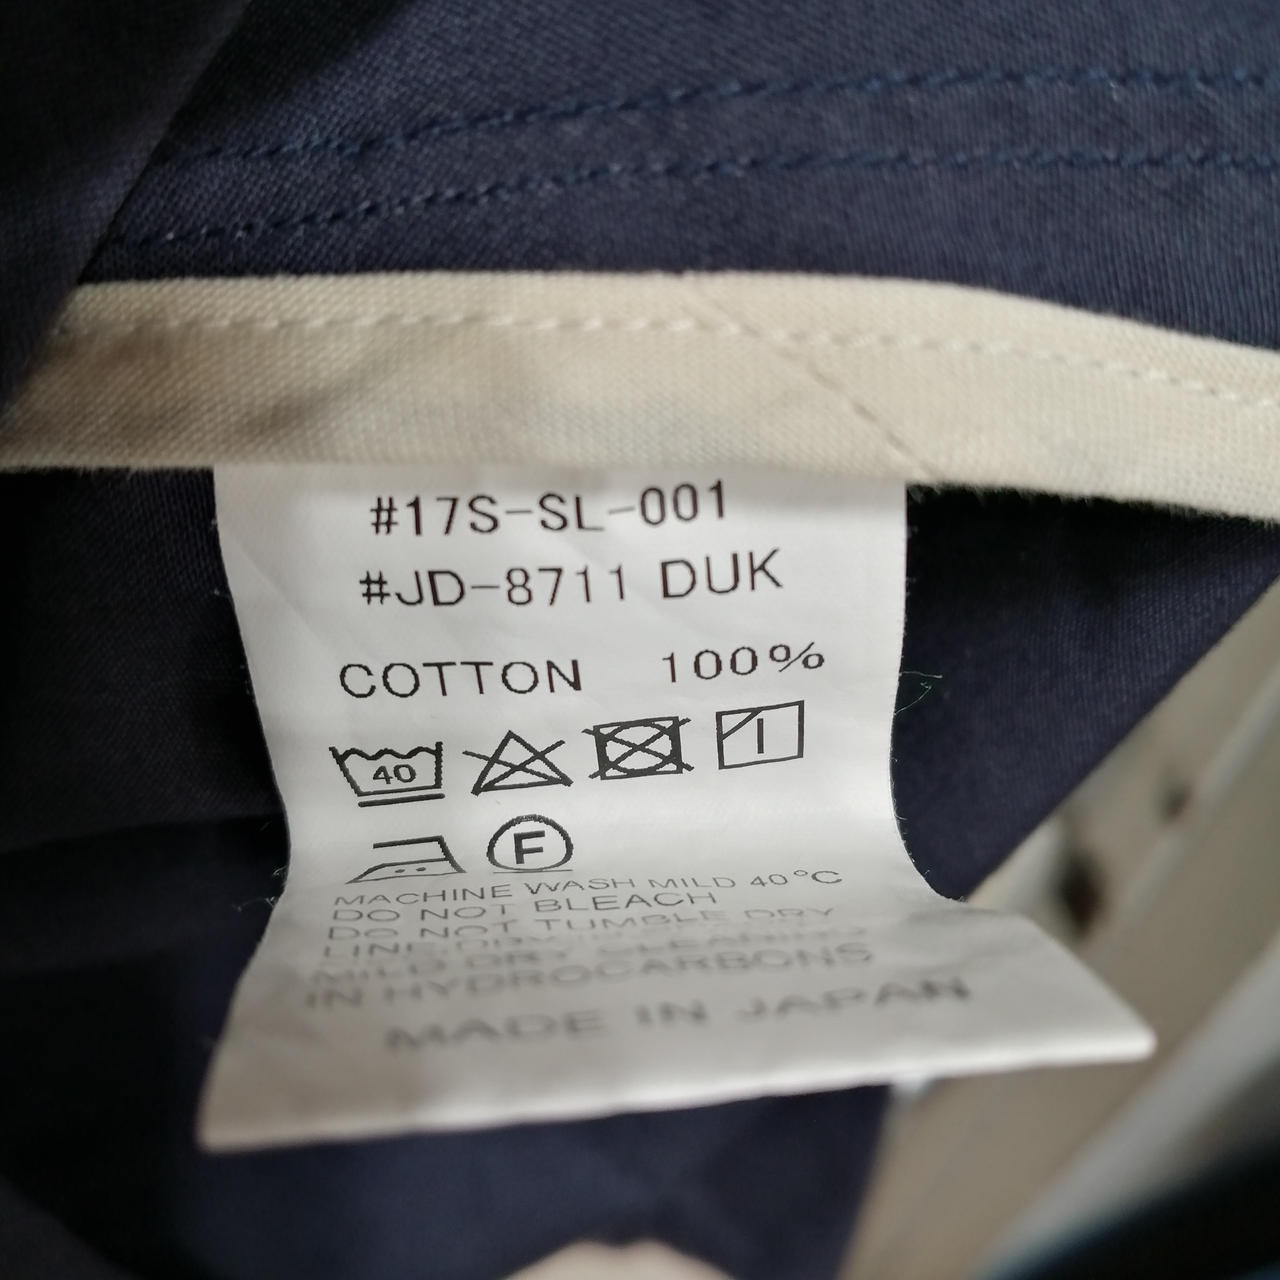 #17S-SL-001
#JD-8711 DUK
COTTON 100%
40
F
MACHINE WASH MILD 40°C
DO NOT BLEACH
DO NOT TUMBLE DRY
LINE DRY
MILD DRY CLEANING
IN HYDROCARBONS
MADE IN JAPAN